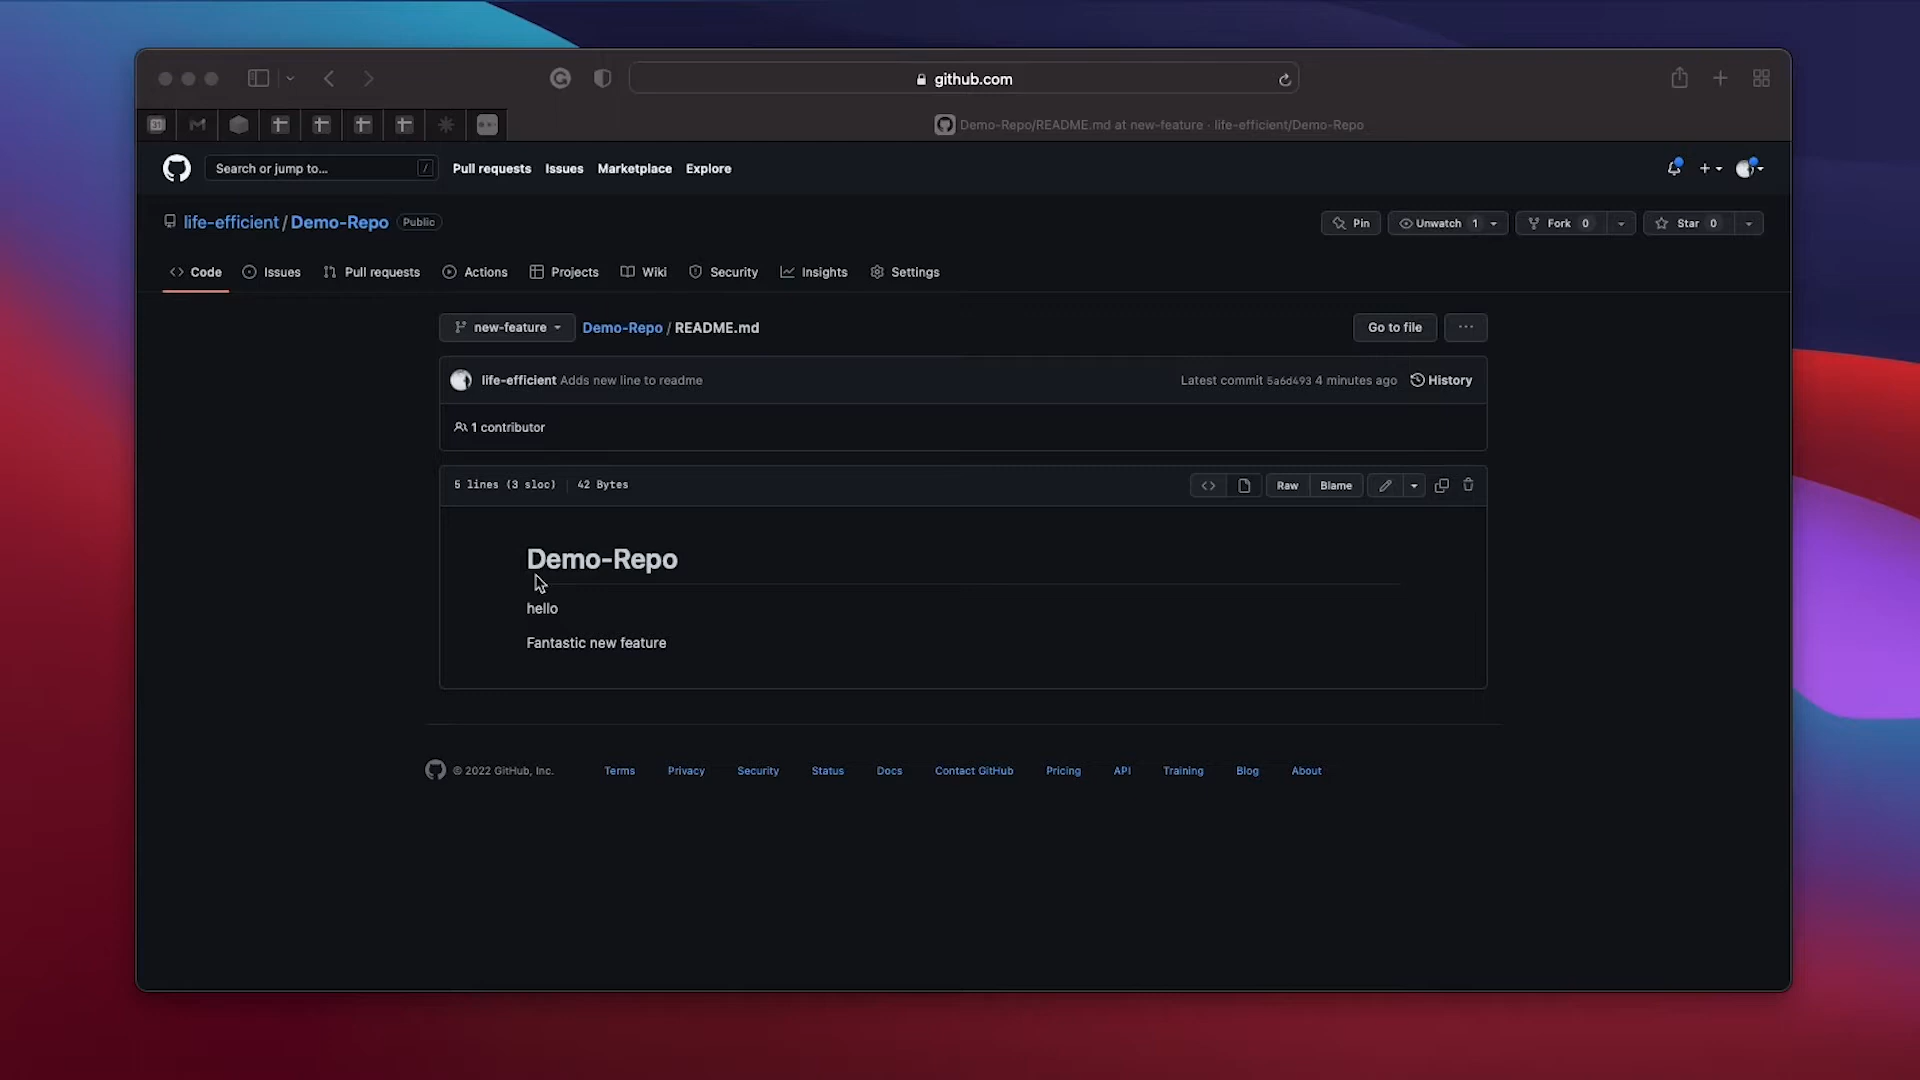 github.com
31
Demo-Repo/README.md at new-feature · life-efficient/Demo-Repo
Search or jump to... /
Pull requests Issues Marketplace Explore
life-efficient / Demo-Repo Public
Pin Unwatch 1 Fork 0 Star 0
Code Issues Pull requests Actions Projects Wiki Security Insights Settings
new-feature Demo-Repo / README.md Go to file ...
life-efficient Adds new line to readme Latest commit 5a6d493 4 minutes ago History
1 contributor
5 lines (3 sloc) 42 Bytes Raw Blame
Demo-Repo
hello
Fantastic new feature
© 2022 GitHub, Inc. Terms Privacy Security Status Docs Contact GitHub Pricing API Training Blog About